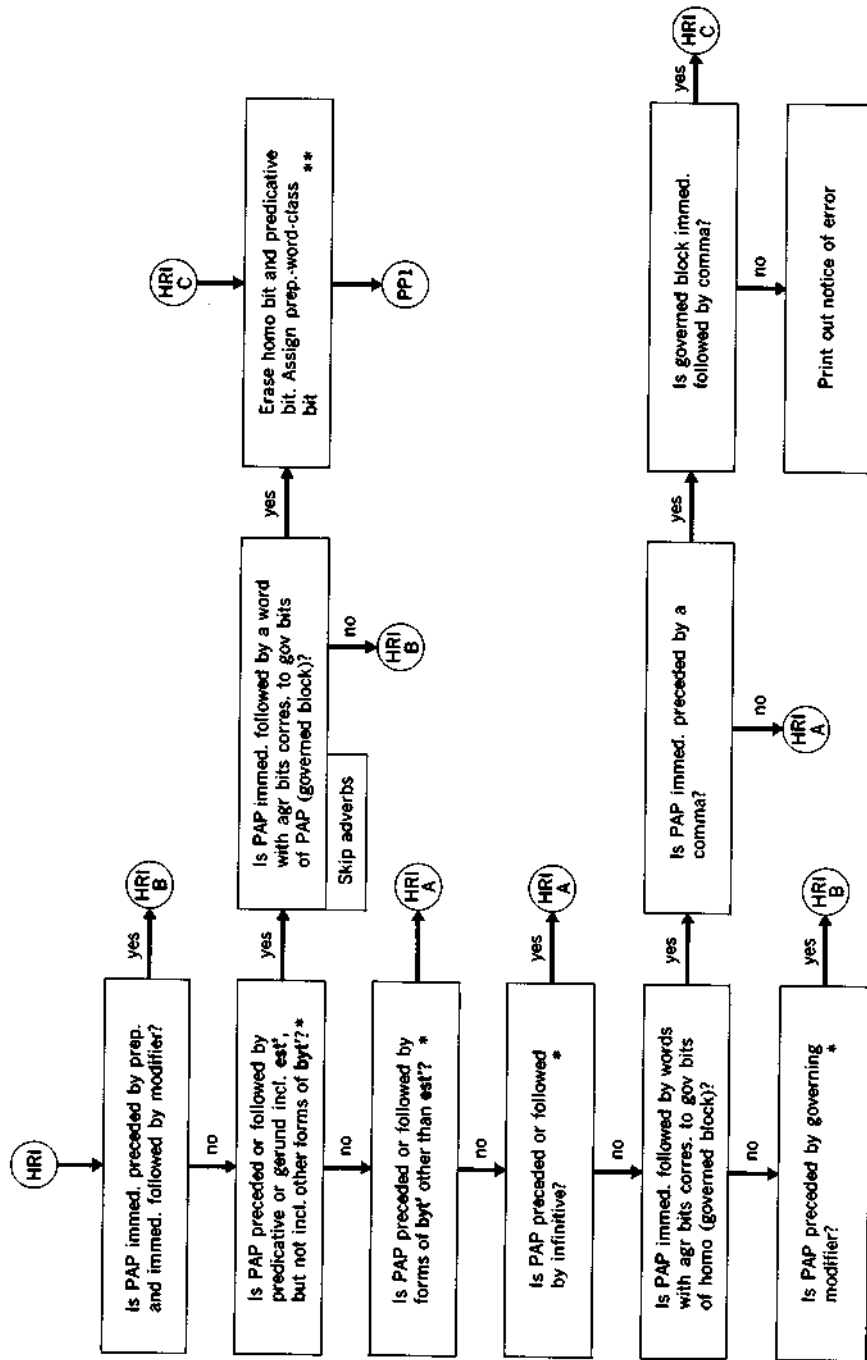 HRI
Is PAP immed. preceded by prep.
and immed. followed by modifier?
yes
HRI
B
no
Is PAP preceded or followed by
predicative or gerund incl. est',
but not incl. other forms of byt'?*
yes
Is PAP immed. followed by a word
with agr bits corres. to gov bits
of PAP (governed block)?
Skip adverbs
no
HRI
B
yes
HRI
C
Erase homo bit and predicative
bit. Assign prep.-word-class
bit **
PP1
no
Is PAP preceded or followed by
forms of byt' other than est'? *
yes
HRI
A
no
Is PAP preceded or followed
by infinitive? *
yes
HRI
A
no
Is PAP immed. followed by words
with agr bits corres. to gov bits
of homo (governed block)?
yes
Is PAP immed. preceded by a
comma?
no
HRI
A
yes
Is governed block immed.
followed by comma?
yes
HRI
C
no
Print out notice of error
no
Is PAP preceded by governing
modifier? *
yes
HRI
B